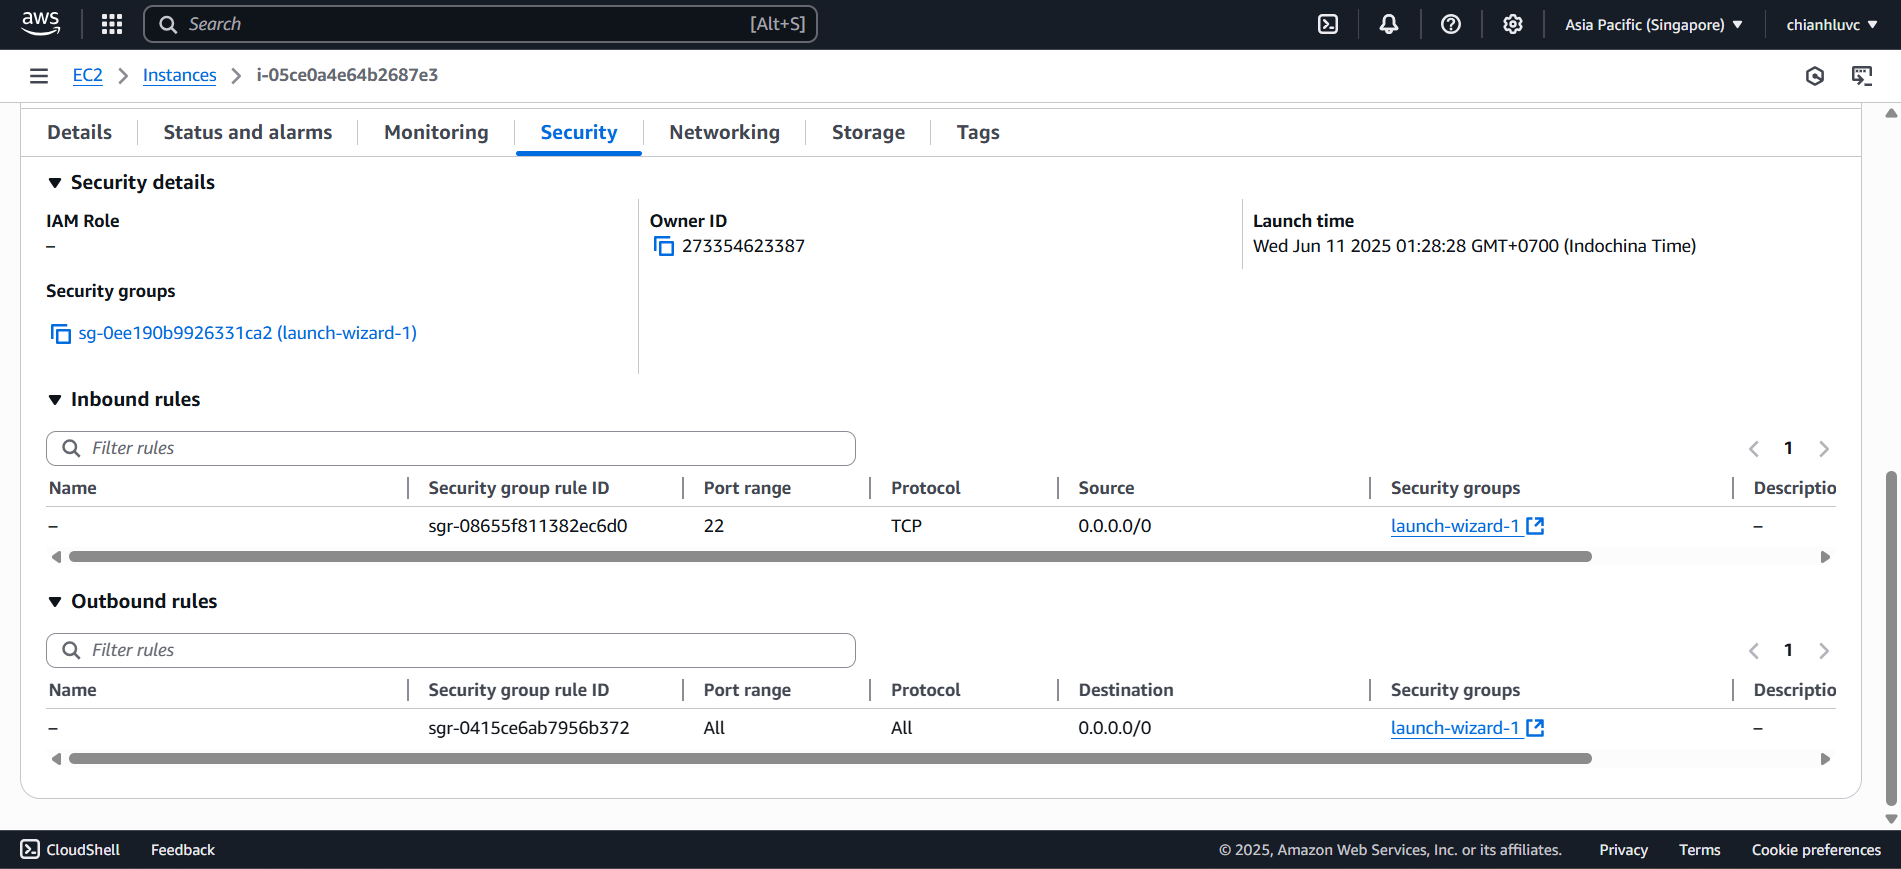 aws Search [Alt+S] Asia Pacific (Singapore) chianhluvc
EC2 Instances i-05ce0a4e64b2687e3
Details Status and alarms Monitoring Security Networking Storage Tags
Security details
IAM Role
–
Owner ID
273354623387
Launch time
Wed Jun 11 2025 01:28:28 GMT+0700 (Indochina Time)
Security groups
sg-0ee190b9926331ca2 (launch-wizard-1)
Inbound rules
Filter rules 1
Name Security group rule ID Port range Protocol Source Security groups Descriptio
– sgr-08655f811382ec6d0 22 TCP 0.0.0.0/0 launch-wizard-1 –
Outbound rules
Filter rules 1
Name Security group rule ID Port range Protocol Destination Security groups Descriptio
– sgr-0415ce6ab7956b372 All All 0.0.0.0/0 launch-wizard-1 –
CloudShell Feedback © 2025, Amazon Web Services, Inc. or its affiliates. Privacy Terms Cookie preferences